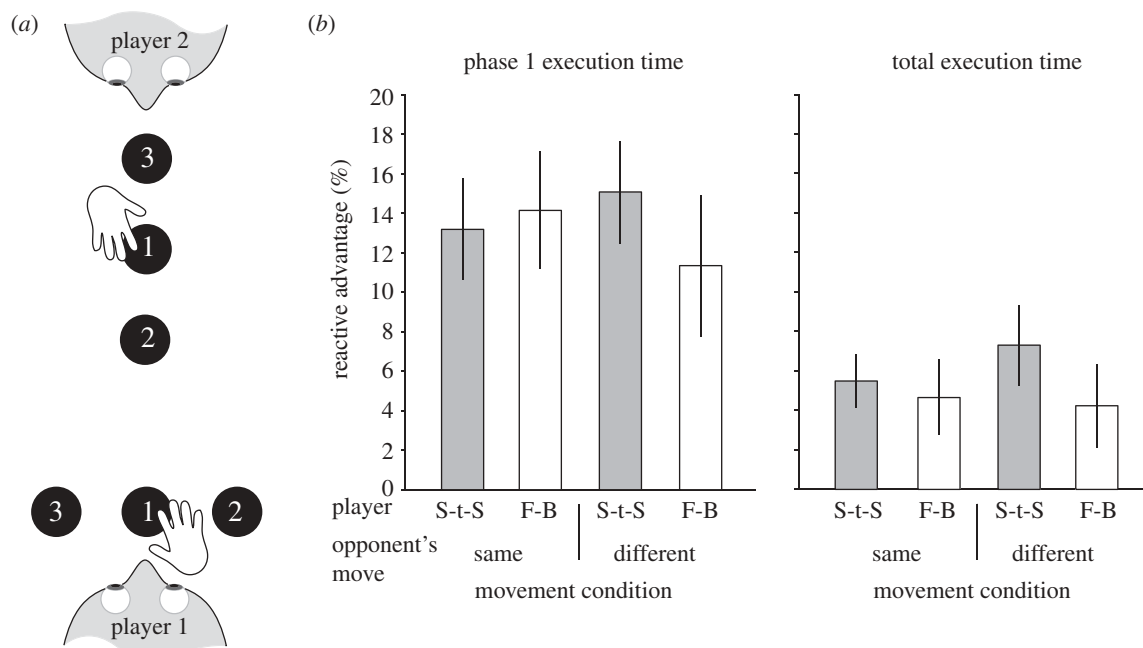 (a)
player 2
3
1
2
3 1 2
player 1
(b)
phase 1 execution time
total execution time
reactive advantage (%)
20
18
16
14
12
10
8
6
4
2
0
player S-t-S F-B S-t-S F-B
opponent's move same different
movement condition
S-t-S F-B S-t-S F-B
same different
movement condition